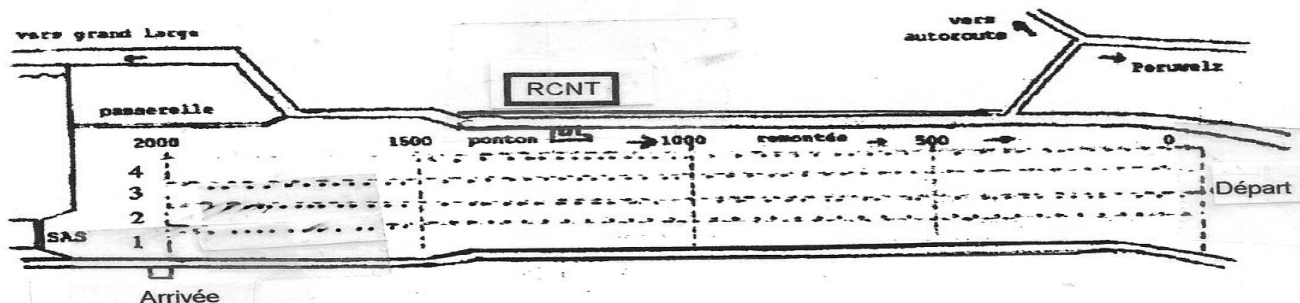 vers grand large
vers
autoroute
Peruwelz
RCNT
passerelle
2000 1500 ponton 1000 remontée 500 0
4
3
2
1
Départ
SAS
Arrivée